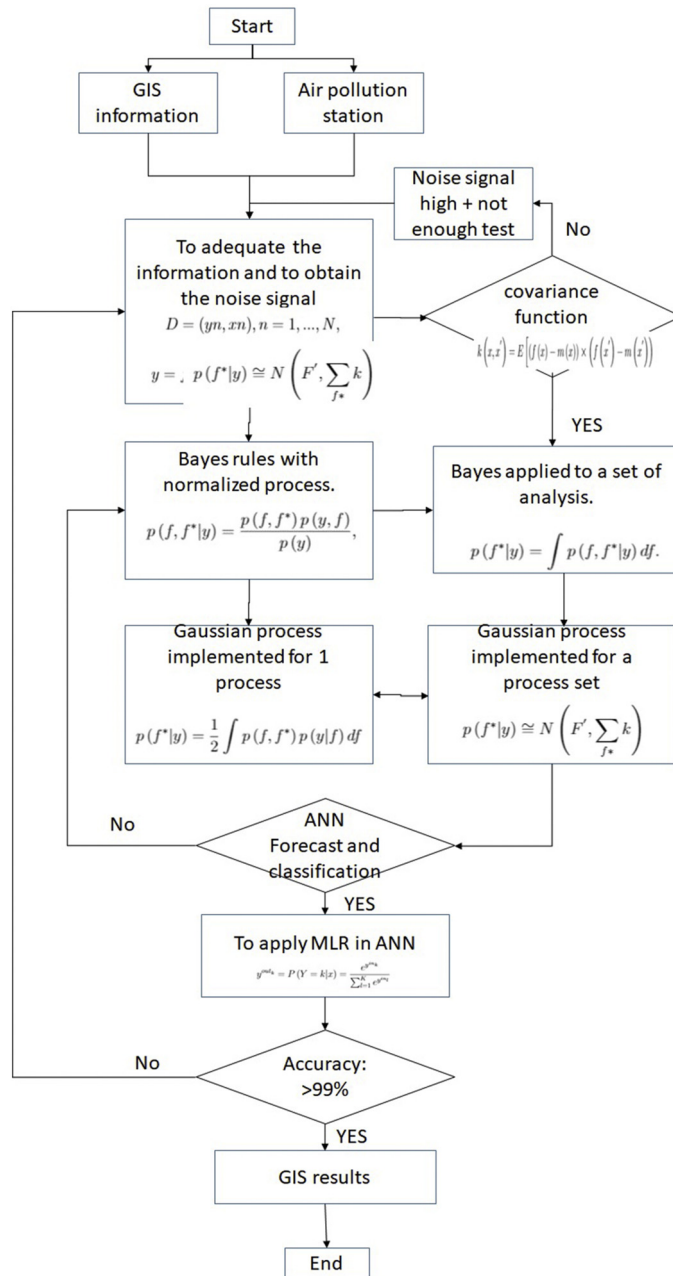 Start
GIS
information
Air pollution
station
Noise signal
high + not
enough test
No
To adequate the
information and to obtain
the noise signal
D = (yn, xn), n = 1, ..., N,
y = . p (f*|y) ≅ N (F′, ∑_{f*} k)
covariance
function
k(x,x′) = E[(f(x)−m(x)) × (f(x′)−m(x′))
YES
Bayes rules with
normalized process.
p (f, f*|y) = p (f, f*) p (y, f) / p (y),
Bayes applied to a set of
analysis.
p (f*|y) = ∫ p (f, f*|y) df.
Gaussian process
implemented for 1
process
p (f*|y) = 1/2 ∫ p (f, f*) p (y|f) df
Gaussian process
implemented for a
process set
p (f*|y) ≅ N (F′, ∑_{f*} k)
No
ANN
Forecast and
classification
YES
To apply MLR in ANN
= P (Y = k|x) =
No
Accuracy:
>99%
YES
GIS results
End